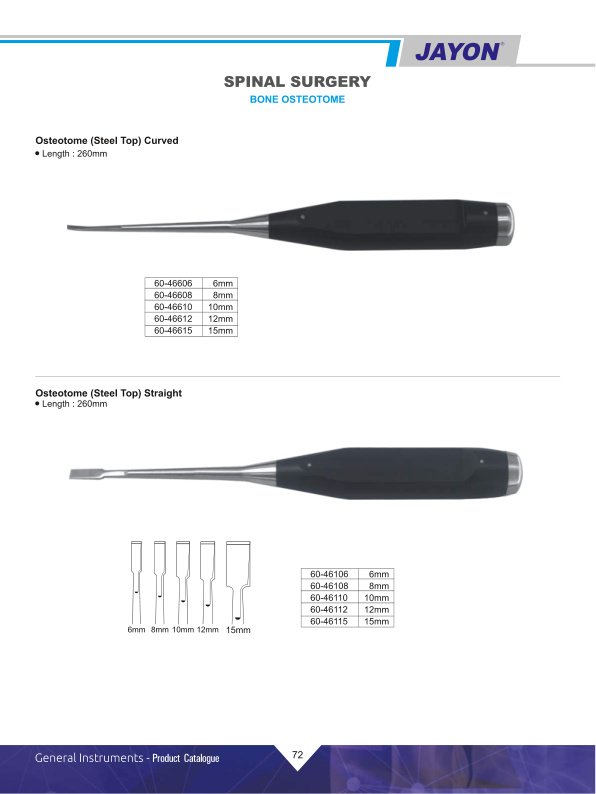 JAYON®
SPINAL SURGERY
BONE OSTEOTOME
Osteotome (Steel Top) Curved
• Length : 260mm
60-46606 6mm
60-46608 8mm
60-46610 10mm
60-46612 12mm
60-46615 15mm
Osteotome (Steel Top) Straight
• Length : 260mm
6mm 8mm 10mm 12mm 15mm
60-46106 6mm
60-46108 8mm
60-46110 10mm
60-46112 12mm
60-46115 15mm
General Instruments - Product Catalogue
72